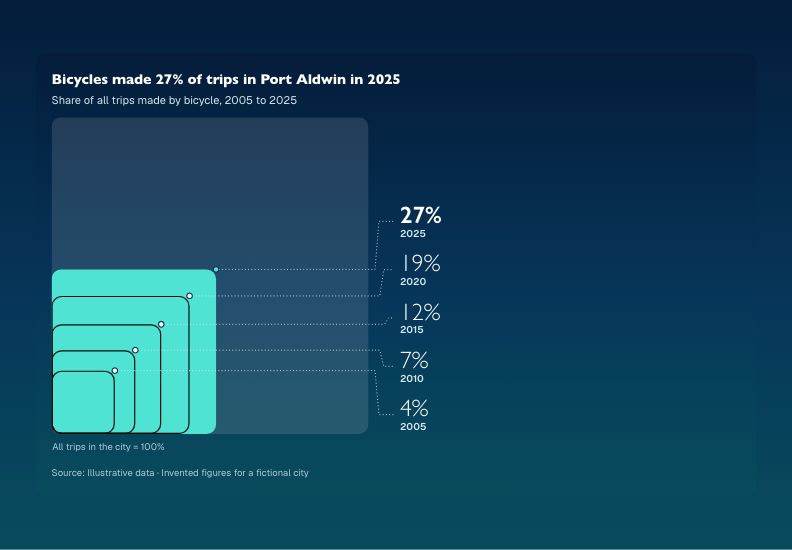 Bicycles made 27% of trips in Port Aldwin in 2025
Share of all trips made by bicycle, 2005 to 2025
27%
2025
19%
2020
12%
2015
7%
2010
4%
2005
All trips in the city = 100%
Source: Illustrative data · Invented figures for a fictional city